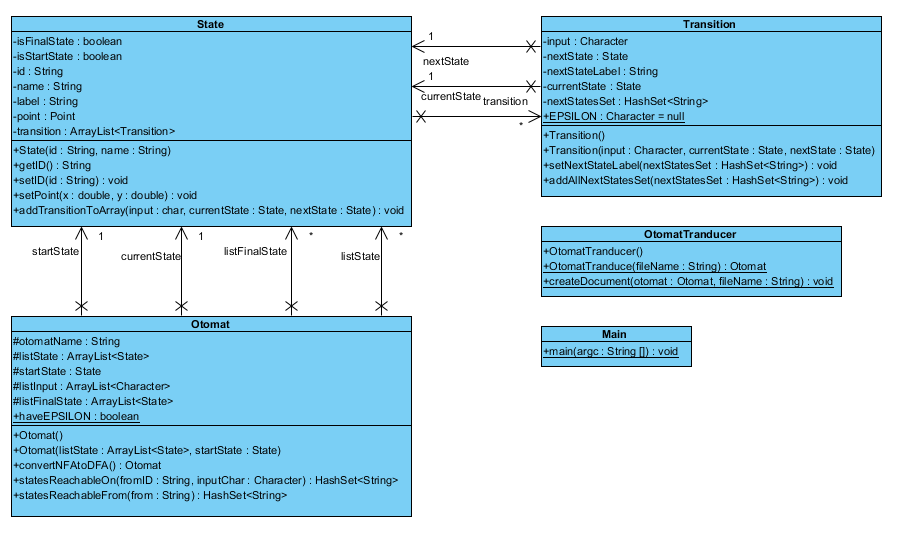 State
-isFinalState : boolean
-isStartState : boolean
-id : String
-name : String
-label : String
-point : Point
-transition : ArrayList<Transition>
+State(id : String, name : String)
+getID() : String
+setID(id : String) : void
+setPoint(x : double, y : double) : void
+addTransitionToArray(input : char, currentState : State, nextState : State) : void
1
nextState
1
currentState
transition
*
Transition
-input : Character
-nextState : State
-nextStateLabel : String
-currentState : State
-nextStatesSet : HashSet<String>
+EPSILON : Character = null
+Transition()
+Transition(input : Character, currentState : State, nextState : State)
+setNextStateLabel(nextStatesSet : HashSet<String>) : void
+addAllNextStatesSet(nextStatesSet : HashSet<String>) : void
startState
1
currentState
1
listFinalState
*
listState
*
OtomatTranducer
+OtomatTranducer()
+OtomatTranduce(fileName : String) : Otomat
+createDocument(otomat : Otomat, fileName : String) : void
Otomat
#otomatName : String
#listState : ArrayList<State>
#startState : State
#listInput : ArrayList<Character>
#listFinalState : ArrayList<State>
+haveEPSILON : boolean
+Otomat()
+Otomat(listState : ArrayList<State>, startState : State)
+convertNFAtoDFA() : Otomat
+statesReachableOn(fromID : String, inputChar : Character) : HashSet<String>
+statesReachableFrom(from : String) : HashSet<String>
Main
+main(argc : String []) : void